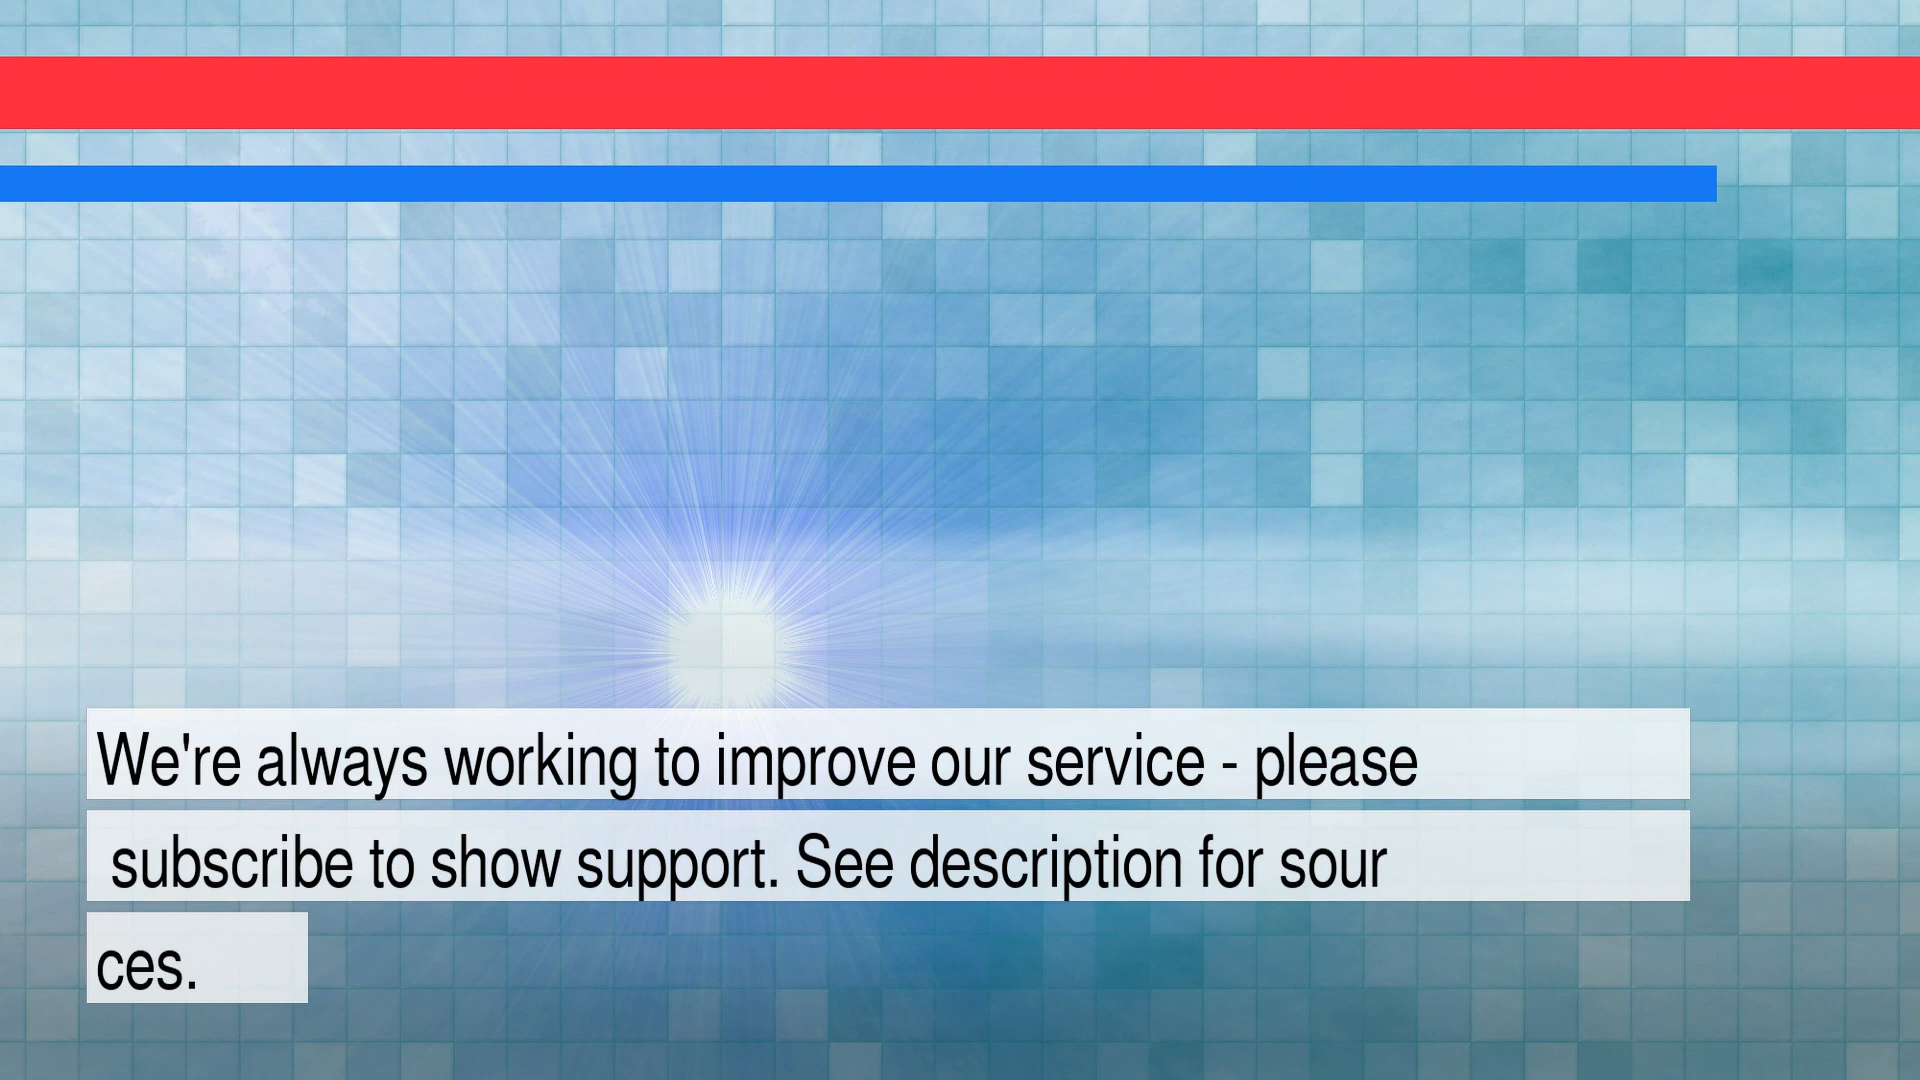 We're always working to improve our service - please
subscribe to show support. See description for sour
ces.